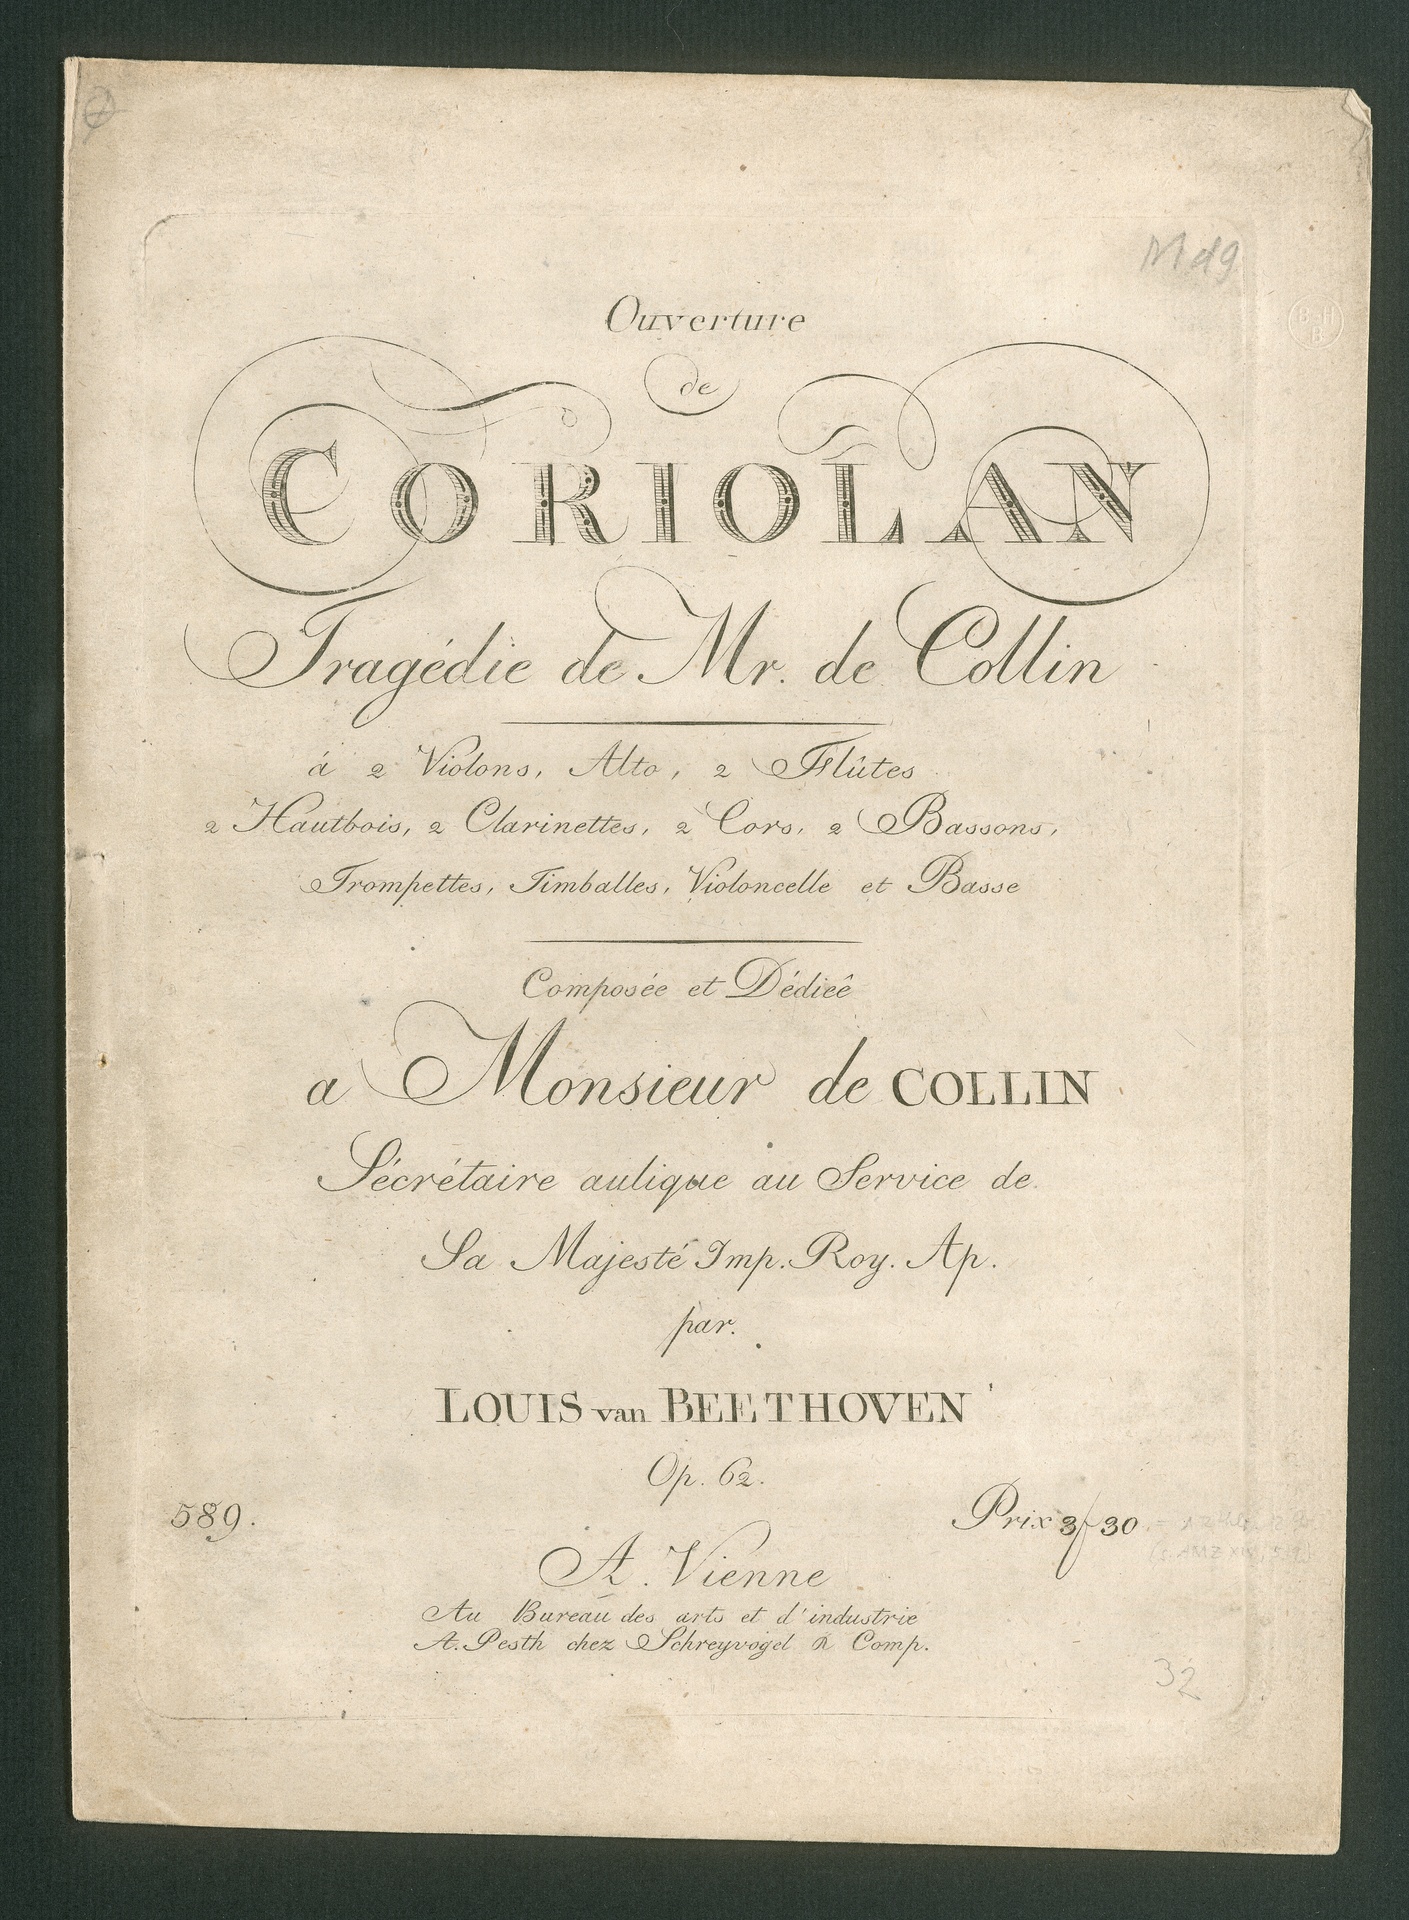 Md9
Ouverture
de
CORIOLAN
Tragédie de Mr. de Collin
à 2 Violons, Alto, 2 Flûtes
2 Hautbois, 2 Clarinettes, 2 Cors, 2 Bassons,
Trompettes, Timballes, Violoncelle et Basse
Composée et Dédieê
a Monsieur de COLLIN
Sécrétaire aulique au Service de
Sa Majesté Imp. Roy. Ap.
par.
LOUIS van BEETHOVEN
Op. 62.
589.
Prix 3f 30
A. Vienne
Au Bureau des arts et d'industrie
A. Pesth chez Schreyvogel & Comp.
32